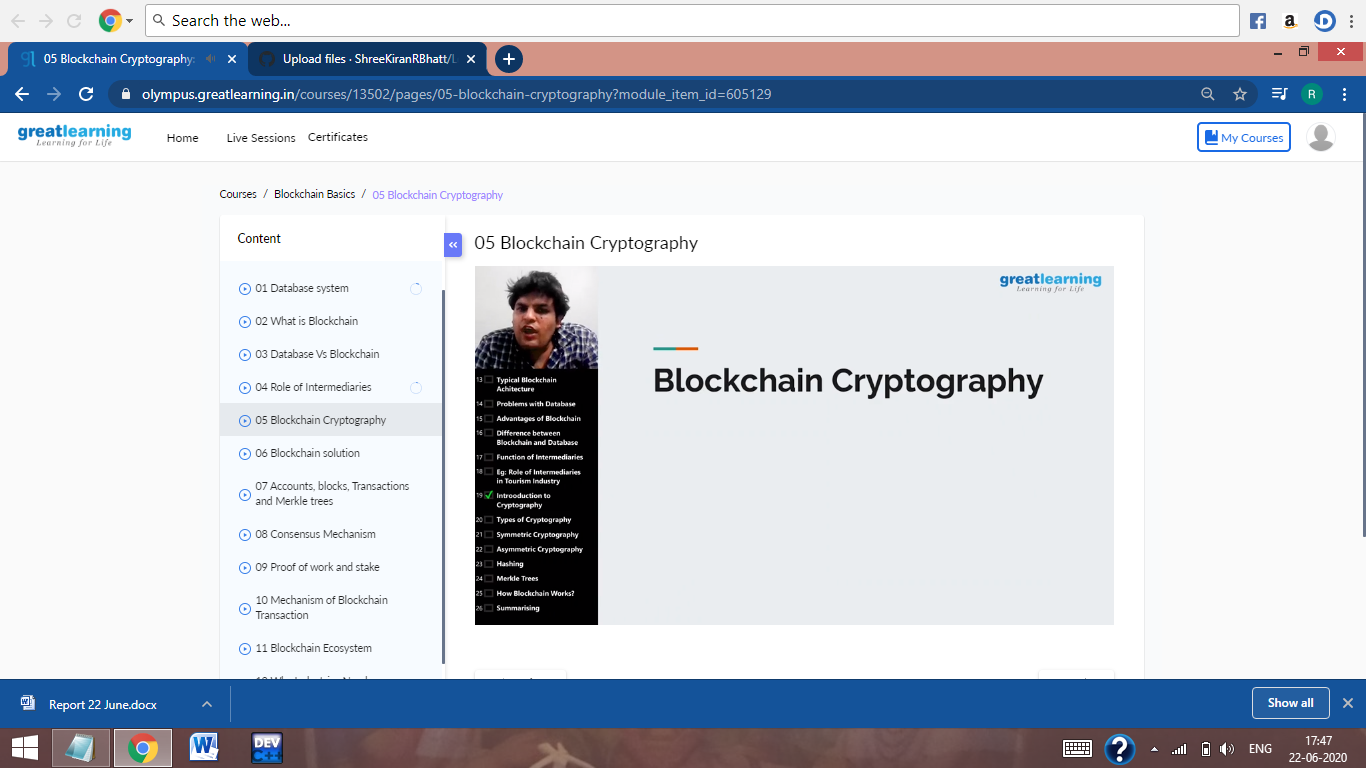 Search the web...
05 Blockchain Cryptography:
Upload files · ShreeKiranRBhatt/L
olympus.greatlearning.in/courses/13502/pages/05-blockchain-cryptography?module_item_id=605129
R
greatlearning
Learning for Life
Home
Live Sessions
Certificates
My Courses
Courses / Blockchain Basics / 05 Blockchain Cryptography
Content
01 Database system
02 What is Blockchain
03 Database Vs Blockchain
04 Role of Intermediaries
05 Blockchain Cryptography
06 Blockchain solution
07 Accounts, blocks, Transactions
and Merkle trees
08 Consensus Mechanism
09 Proof of work and stake
10 Mechanism of Blockchain
Transaction
11 Blockchain Ecosystem
05 Blockchain Cryptography
greatlearning
Learning for Life
Blockchain Cryptography
13 Typical Blockchain
Achitecture
14 Problems with Database
15 Advantages of Blockchain
16 Difference between
Blockchain and Database
17 Function of Intermediaries
18 Eg: Role of Intermediaries
in Tourism Industry
19 Introoduction to
Cryptography
20 Types of Cryptography
21 Symmetric Cryptography
22 Asymmetric Cryptography
23 Hashing
24 Merkle Trees
25 How Blockchain Works?
26 Summarising
Report 22 June.docx
Show all
DEV
C++
ENG
17:47
22-06-2020